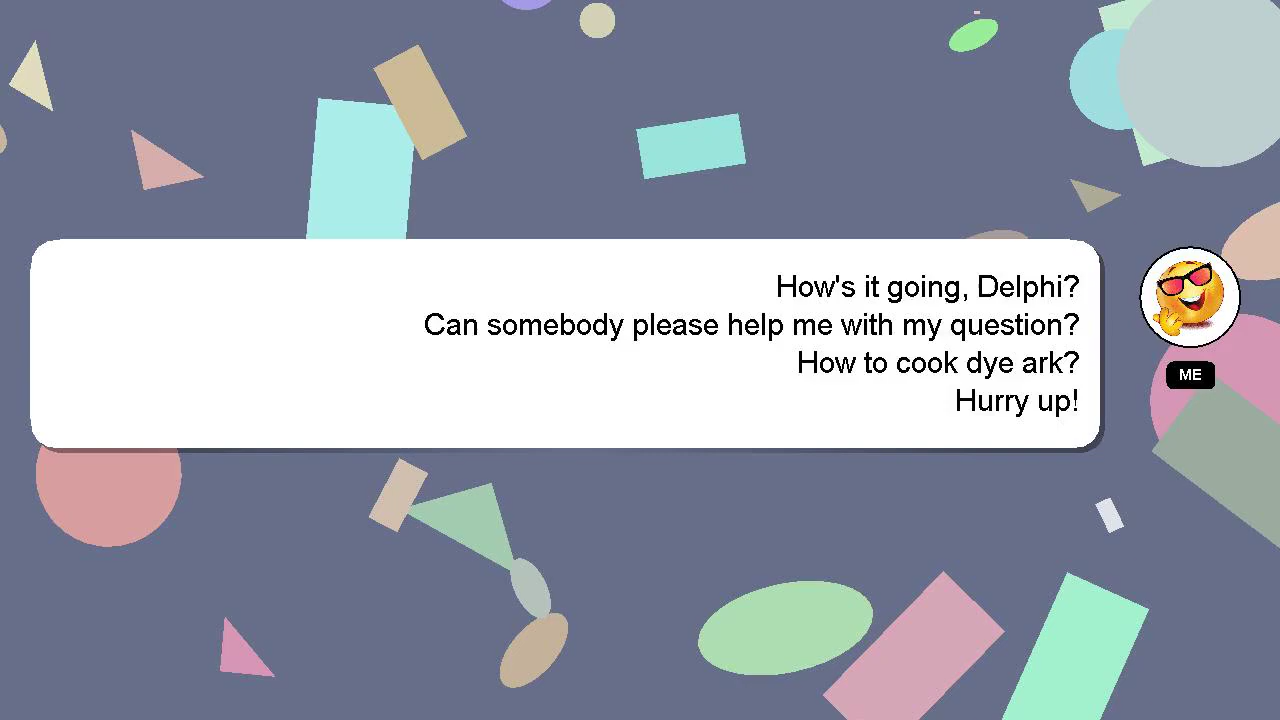 How's it going, Delphi?
Can somebody please help me with my question?
How to cook dye ark?
Hurry up!
ME